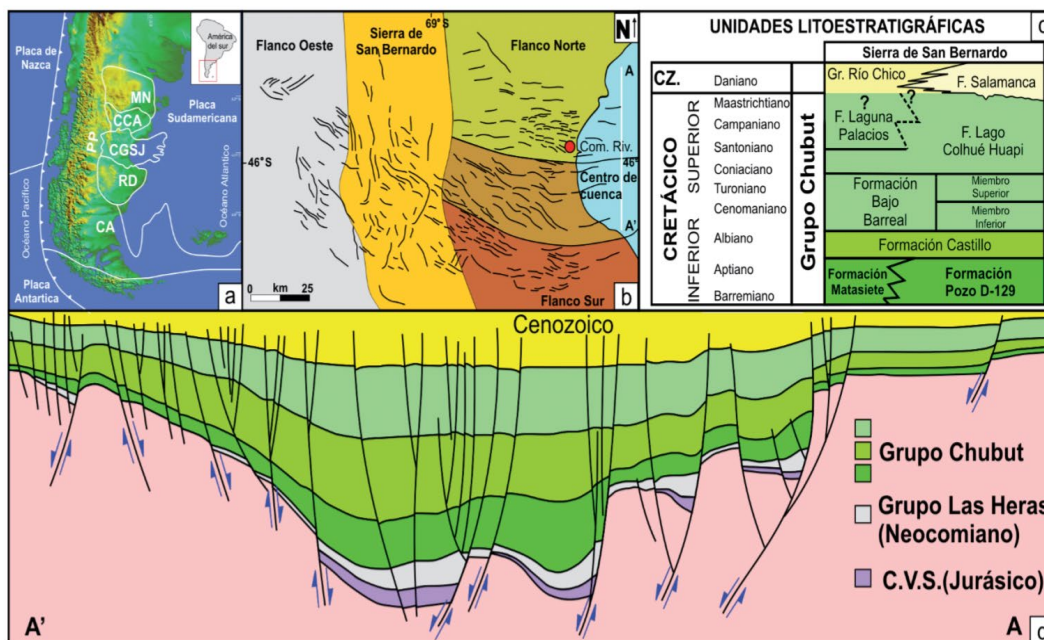 América
del sur
Placa de
Nazca
MN
CCA
Placa
Sudamericana
PP
CGSJ
RD
CA
Océano Pacífico
Océano Atlantico
Placa
Antartica
a
69° S
N
Flanco Oeste
Sierra de
San Bernardo
Flanco Norte
A
Com. Riv.
46° S
46°
Centro de
cuenca
A'
0 km 25
Flanco Sur
b
UNIDADES LITOESTRATIGRÁFICAS
Sierra de San Bernardo
CZ.
Daniano
Gr. Río Chico
F. Salamanca
CRETÁCICO
SUPERIOR
INFERIOR
Maastrichtiano
Campaniano
Santoniano
Coniaciano
Turoniano
Cenomaniano
Albiano
Aptiano
Barremiano
Grupo Chubut
? ?
F. Laguna
Palacios
F. Lago
Colhué Huapi
Formación
Bajo
Barreal
Miembro
Superior
Miembro
Inferior
Formación Castillo
Formación
Matasiete
Formación
Pozo D-129
Cenozoico
Grupo Chubut
Grupo Las Heras
(Neocomiano)
C.V.S.(Jurásico)
A'
A